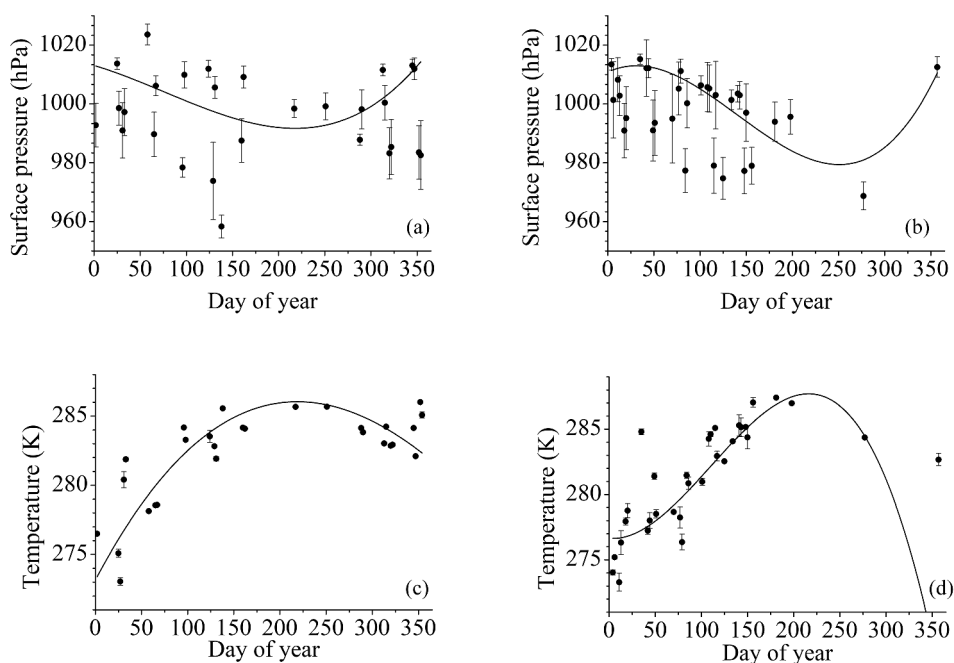 1020
1000
980
960
Surface pressure (hPa)
(a)
0 50 100 150 200 250 300 350
Day of year
1020
1000
980
960
Surface pressure (hPa)
(b)
0 50 100 150 200 250 300 350
Day of year
285
280
275
Temperature (K)
(c)
0 50 100 150 200 250 300 350
Day of year
285
280
275
Temperature (K)
(d)
0 50 100 150 200 250 300 350
Day of year